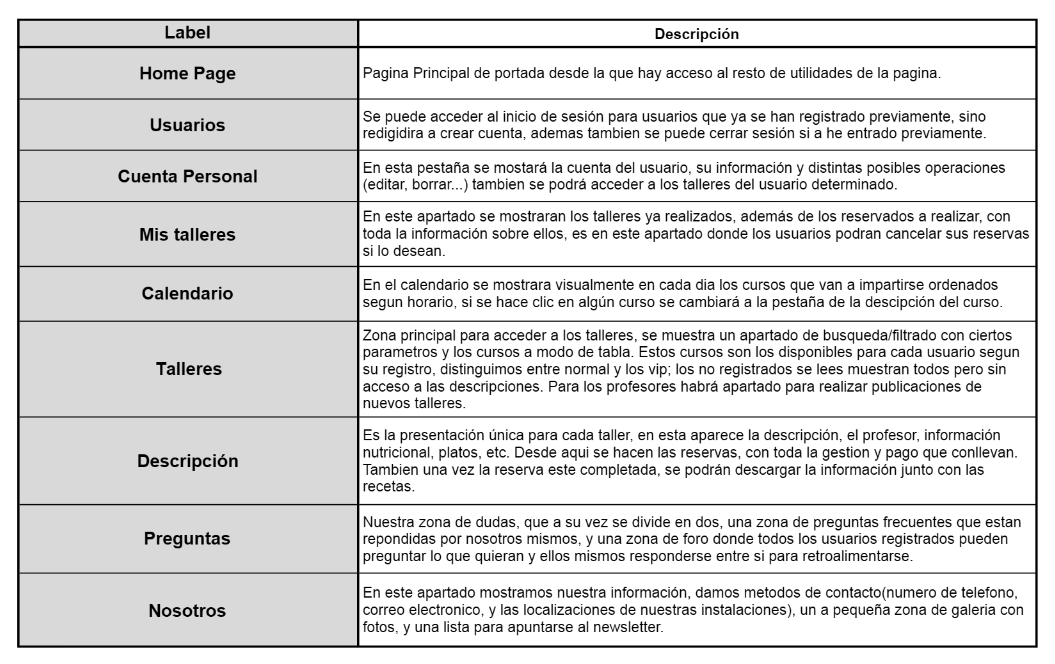 Label
Descripción
Home Page
Pagina Principal de portada desde la que hay acceso al resto de utilidades de la pagina.
Usuarios
Se puede acceder al inicio de sesión para usuarios que ya se han registrado previamente, sino
redigidira a crear cuenta, ademas tambien se puede cerrar sesión si a he entrado previamente.
Cuenta Personal
En esta pestaña se mostará la cuenta del usuario, su información y distintas posibles operaciones
(editar, borrar...) tambien se podrá acceder a los talleres del usuario determinado.
Mis talleres
En este apartado se mostraran los talleres ya realizados, además de los reservados a realizar, con
toda la información sobre ellos, es en este apartado donde los usuarios podran cancelar sus reservas
si lo desean.
Calendario
En el calendario se mostrara visualmente en cada dia los cursos que van a impartirse ordenados
segun horario, si se hace clic en algún curso se cambiará a la pestaña de la descipción del curso.
Talleres
Zona principal para acceder a los talleres, se muestra un apartado de busqueda/filtrado con ciertos
parametros y los cursos a modo de tabla. Estos cursos son los disponibles para cada usuario segun
su registro, distinguimos entre normal y los vip; los no registrados se lees muestran todos pero sin
acceso a las descripciones. Para los profesores habrá apartado para realizar publicaciones de
nuevos talleres.
Descripción
Es la presentación única para cada taller, en esta aparece la descripción, el profesor, información
nutricional, platos, etc. Desde aqui se hacen las reservas, con toda la gestion y pago que conllevan.
Tambien una vez la reserva este completada, se podrán descargar la información junto con las
recetas.
Preguntas
Nuestra zona de dudas, que a su vez se divide en dos, una zona de preguntas frecuentes que estan
repondidas por nosotros mismos, y una zona de foro donde todos los usuarios registrados pueden
preguntar lo que quieran y ellos mismos responderse entre si para retroalimentarse.
Nosotros
En este apartado mostramos nuestra información, damos metodos de contacto(numero de telefono,
correo electronico, y las localizaciones de nuestras instalaciones), un a pequeña zona de galeria con
fotos, y una lista para apuntarse al newsletter.